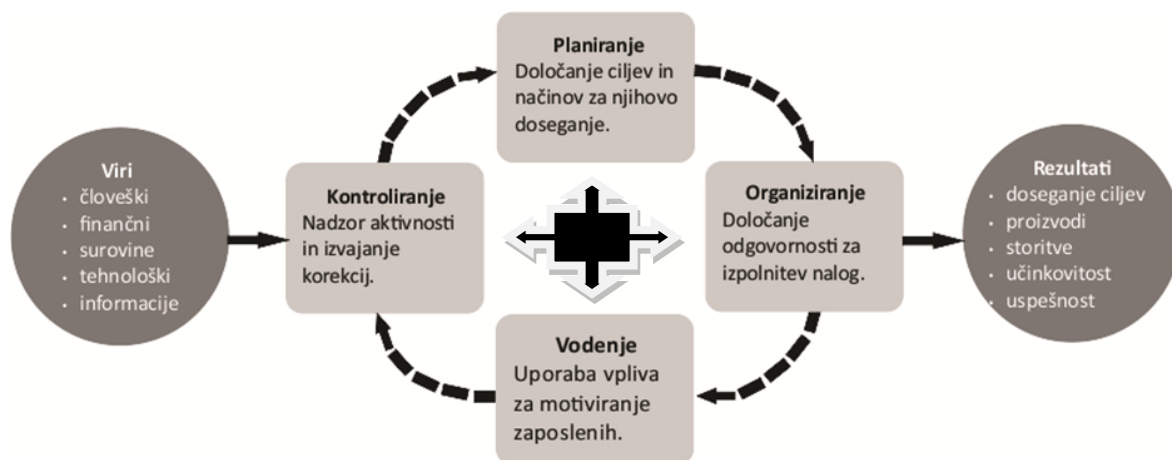 Viri
• človeški
• finančni
• surovine
• tehnološki
• informacije
Kontroliranje
Nadzor aktivnosti
in izvajanje
korekcij.
Planiranje
Določanje ciljev in
načinov za njihovo
doseganje.
Organiziranje
Določanje
odgovornosti za
izpolnitev nalog.
Vodenje
Uporaba vpliva
za motiviranje
zaposlenih.
Rezultati
• doseganje ciljev
• proizvodi
• storitve
• učinkovitost
• uspešnost